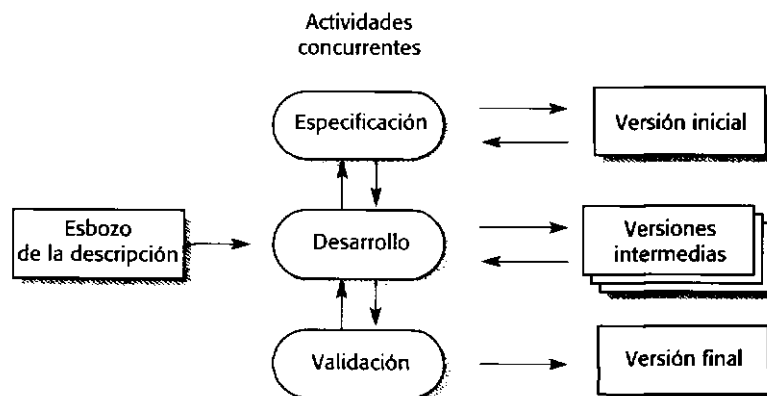 Actividades
concurrentes
Especificación
Versión inicial
Esbozo
de la descripción
Desarrollo
Versiones
intermedias
Validación
Versión final